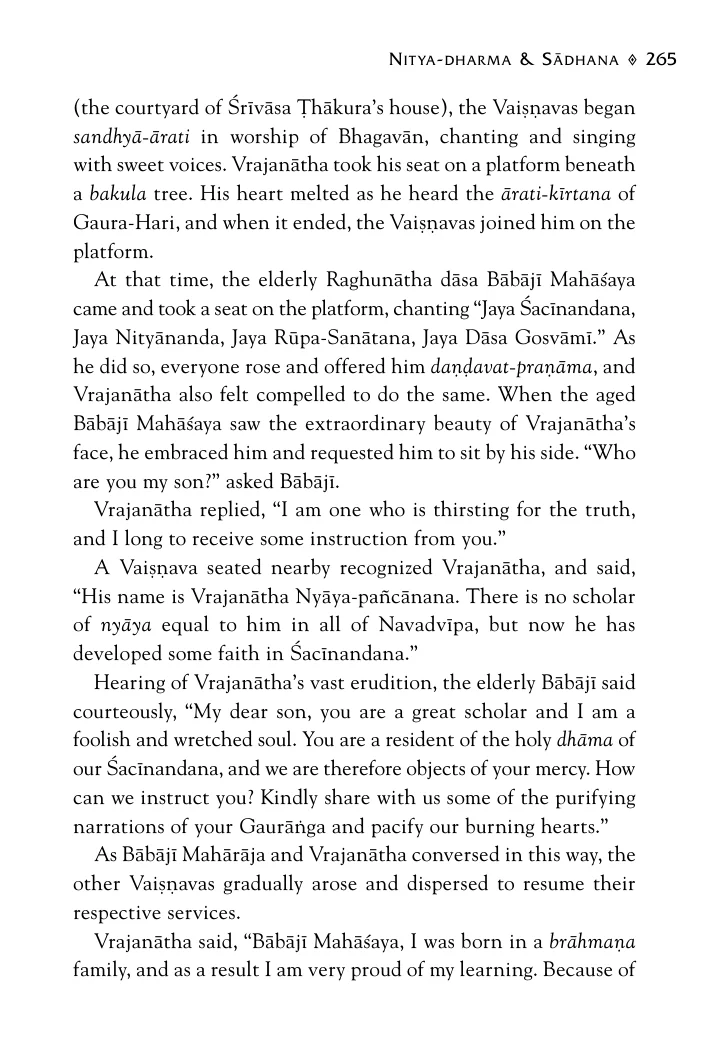 Nitya-dharma & Sādhana ◈ 265
(the courtyard of Śrīvāsa Ṭhākura’s house), the Vaiṣṇavas began
sandhyā-ārati in worship of Bhagavān, chanting and singing
with sweet voices. Vrajanātha took his seat on a platform beneath
a bakula tree. His heart melted as he heard the ārati-kīrtana of
Gaura-Hari, and when it ended, the Vaiṣṇavas joined him on the
platform.
At that time, the elderly Raghunātha dāsa Bābājī Mahāśaya
came and took a seat on the platform, chanting “Jaya Śacīnandana,
Jaya Nityānanda, Jaya Rūpa-Sanātana, Jaya Dāsa Gosvāmī.” As
he did so, everyone rose and offered him daṇḍavat-praṇāma, and
Vrajanātha also felt compelled to do the same. When the aged
Bābājī Mahāśaya saw the extraordinary beauty of Vrajanātha’s
face, he embraced him and requested him to sit by his side. “Who
are you my son?” asked Bābājī.
Vrajanātha replied, “I am one who is thirsting for the truth,
and I long to receive some instruction from you.”
A Vaiṣṇava seated nearby recognized Vrajanātha, and said,
“His name is Vrajanātha Nyāya-pañcānana. There is no scholar
of nyāya equal to him in all of Navadvīpa, but now he has
developed some faith in Śacīnandana.”
Hearing of Vrajanātha’s vast erudition, the elderly Bābājī said
courteously, “My dear son, you are a great scholar and I am a
foolish and wretched soul. You are a resident of the holy dhāma of
our Śacīnandana, and we are therefore objects of your mercy. How
can we instruct you? Kindly share with us some of the purifying
narrations of your Gaurāṅga and pacify our burning hearts.”
As Bābājī Mahārāja and Vrajanātha conversed in this way, the
other Vaiṣṇavas gradually arose and dispersed to resume their
respective services.
Vrajanātha said, “Bābājī Mahāśaya, I was born in a brāhmaṇa
family, and as a result I am very proud of my learning. Because of